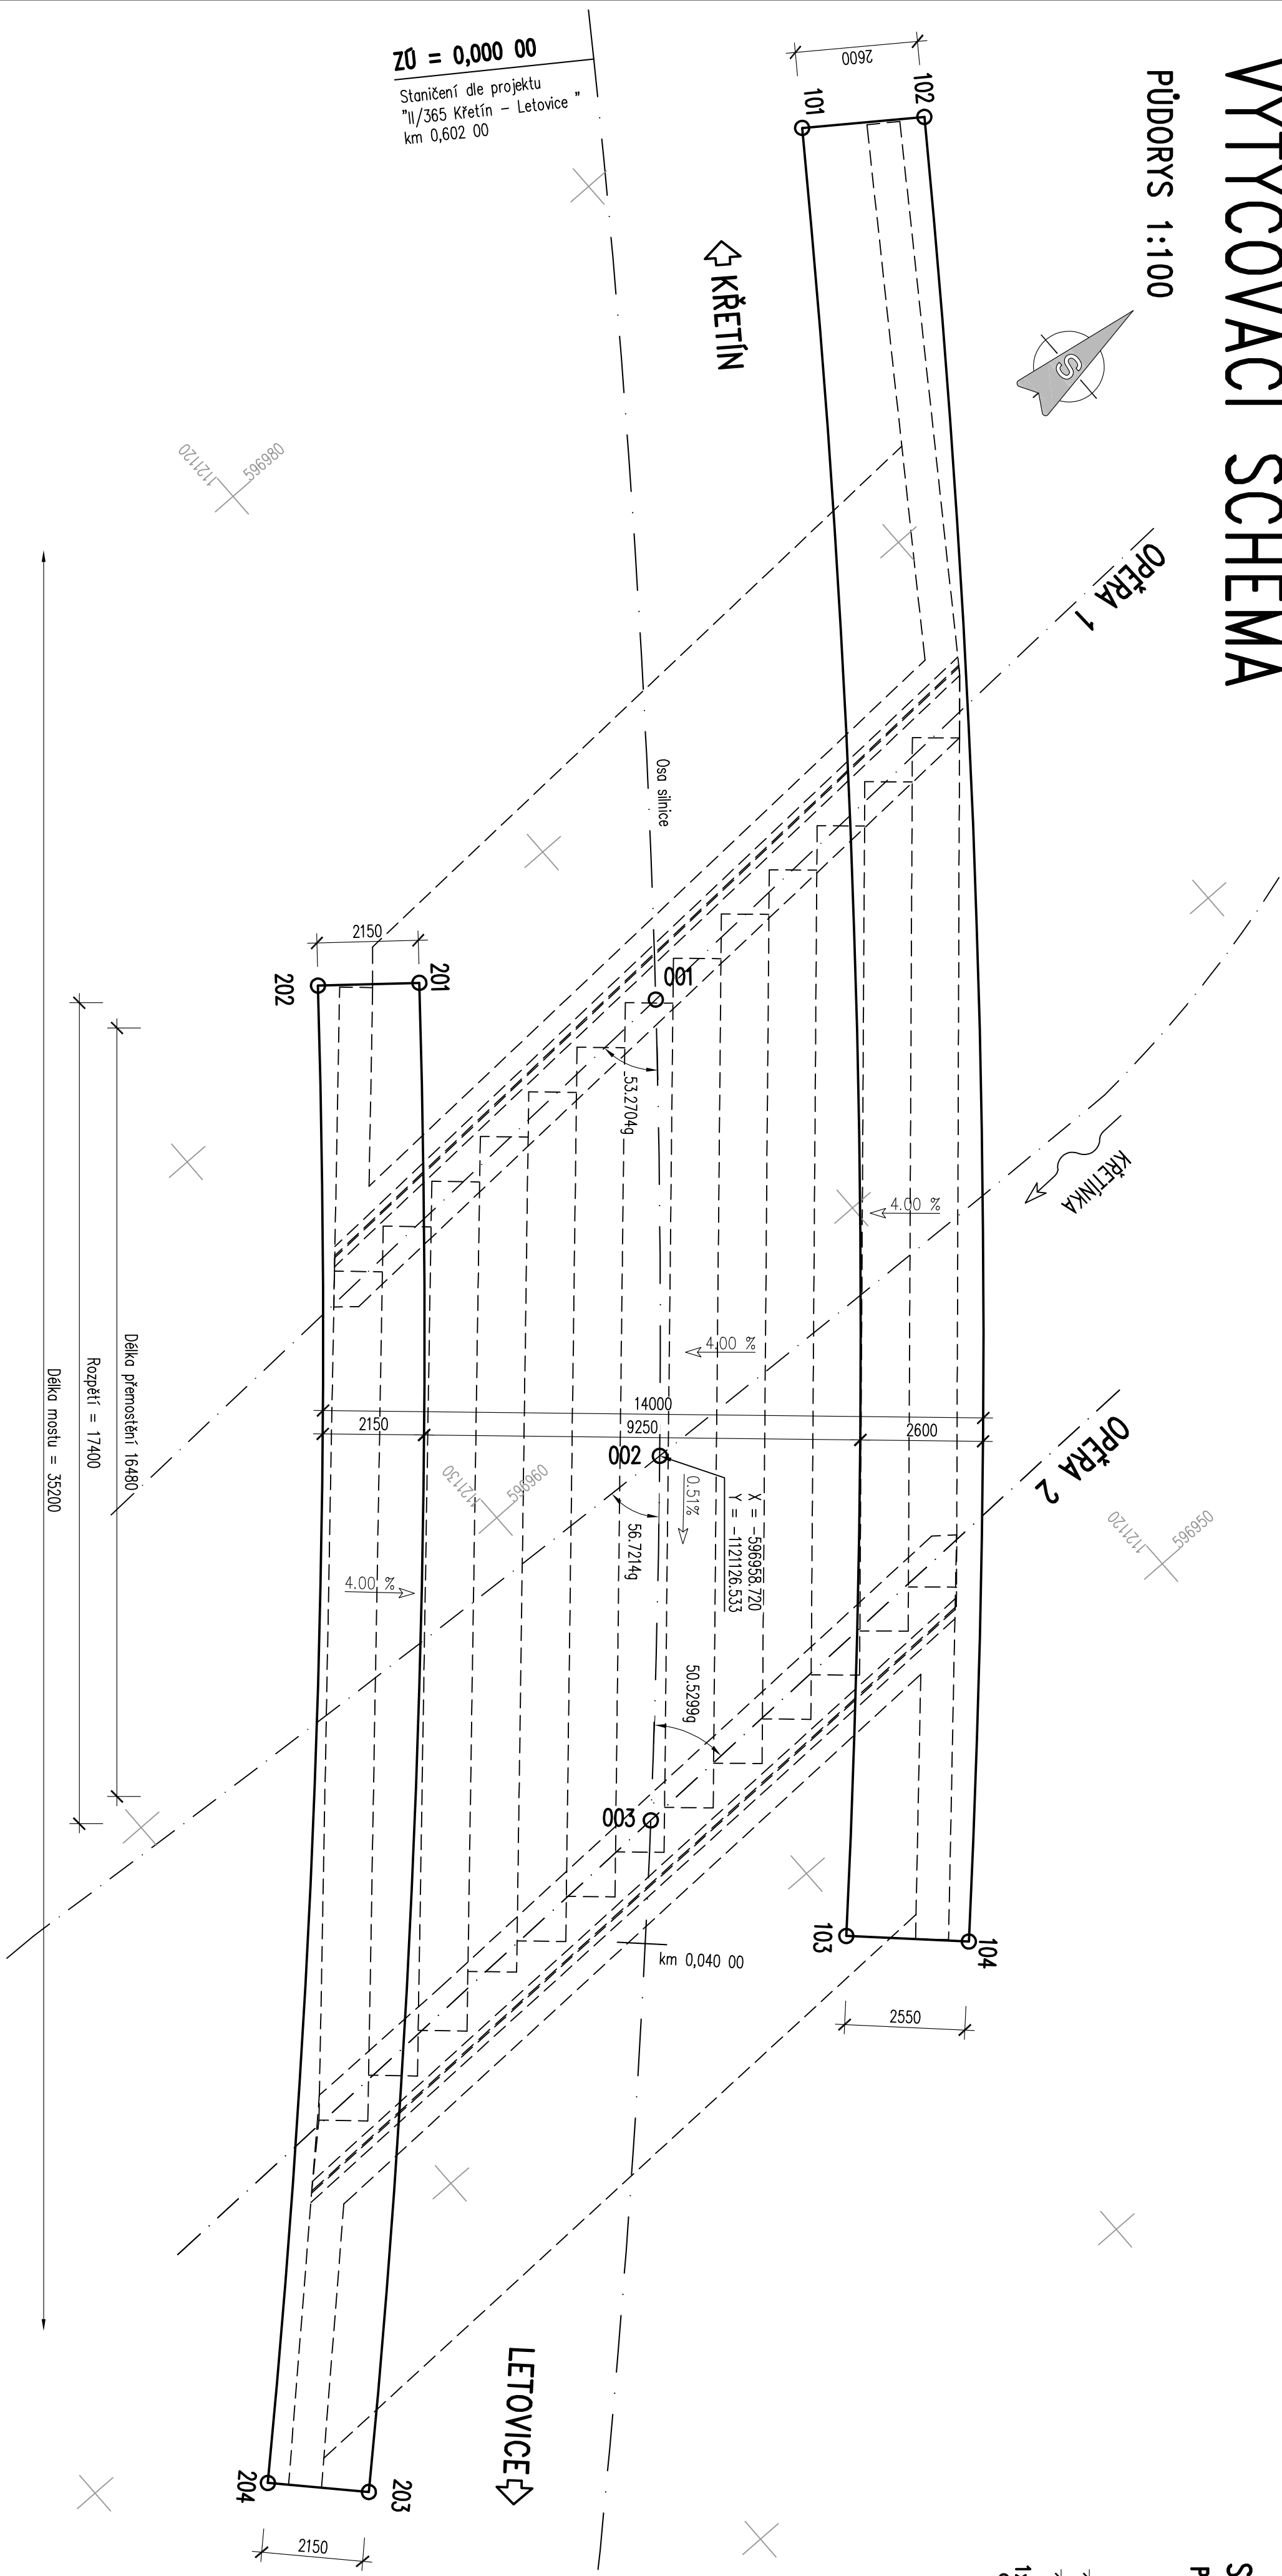 VYTYČOVACÍ SCHÉMA
PŮDORYS 1:100
ZÚ = 0,000 00
Staničení dle projektu
"II/365 Křetín – Letovice "
km 0,602 00
2600
101
102
KŘETÍN
S
OPĚRA 1
1121120
596980
Osa silnice
2150
202
201
001
53.2704g
KŘETÍNKA
4.00 %
4.00 %
14000
2150
9250
2600
002
OPĚRA 2
0.51%
X = -596958.720
Y = -1121126.533
56.7214g
1121130
596960
1121120
596950
4.00 %
50.5299g
003
km 0,040 00
103
104
2550
Délka přemostění 16480
Rozpětí = 17400
Délka mostu = 35200
LETOVICE
204
203
2150